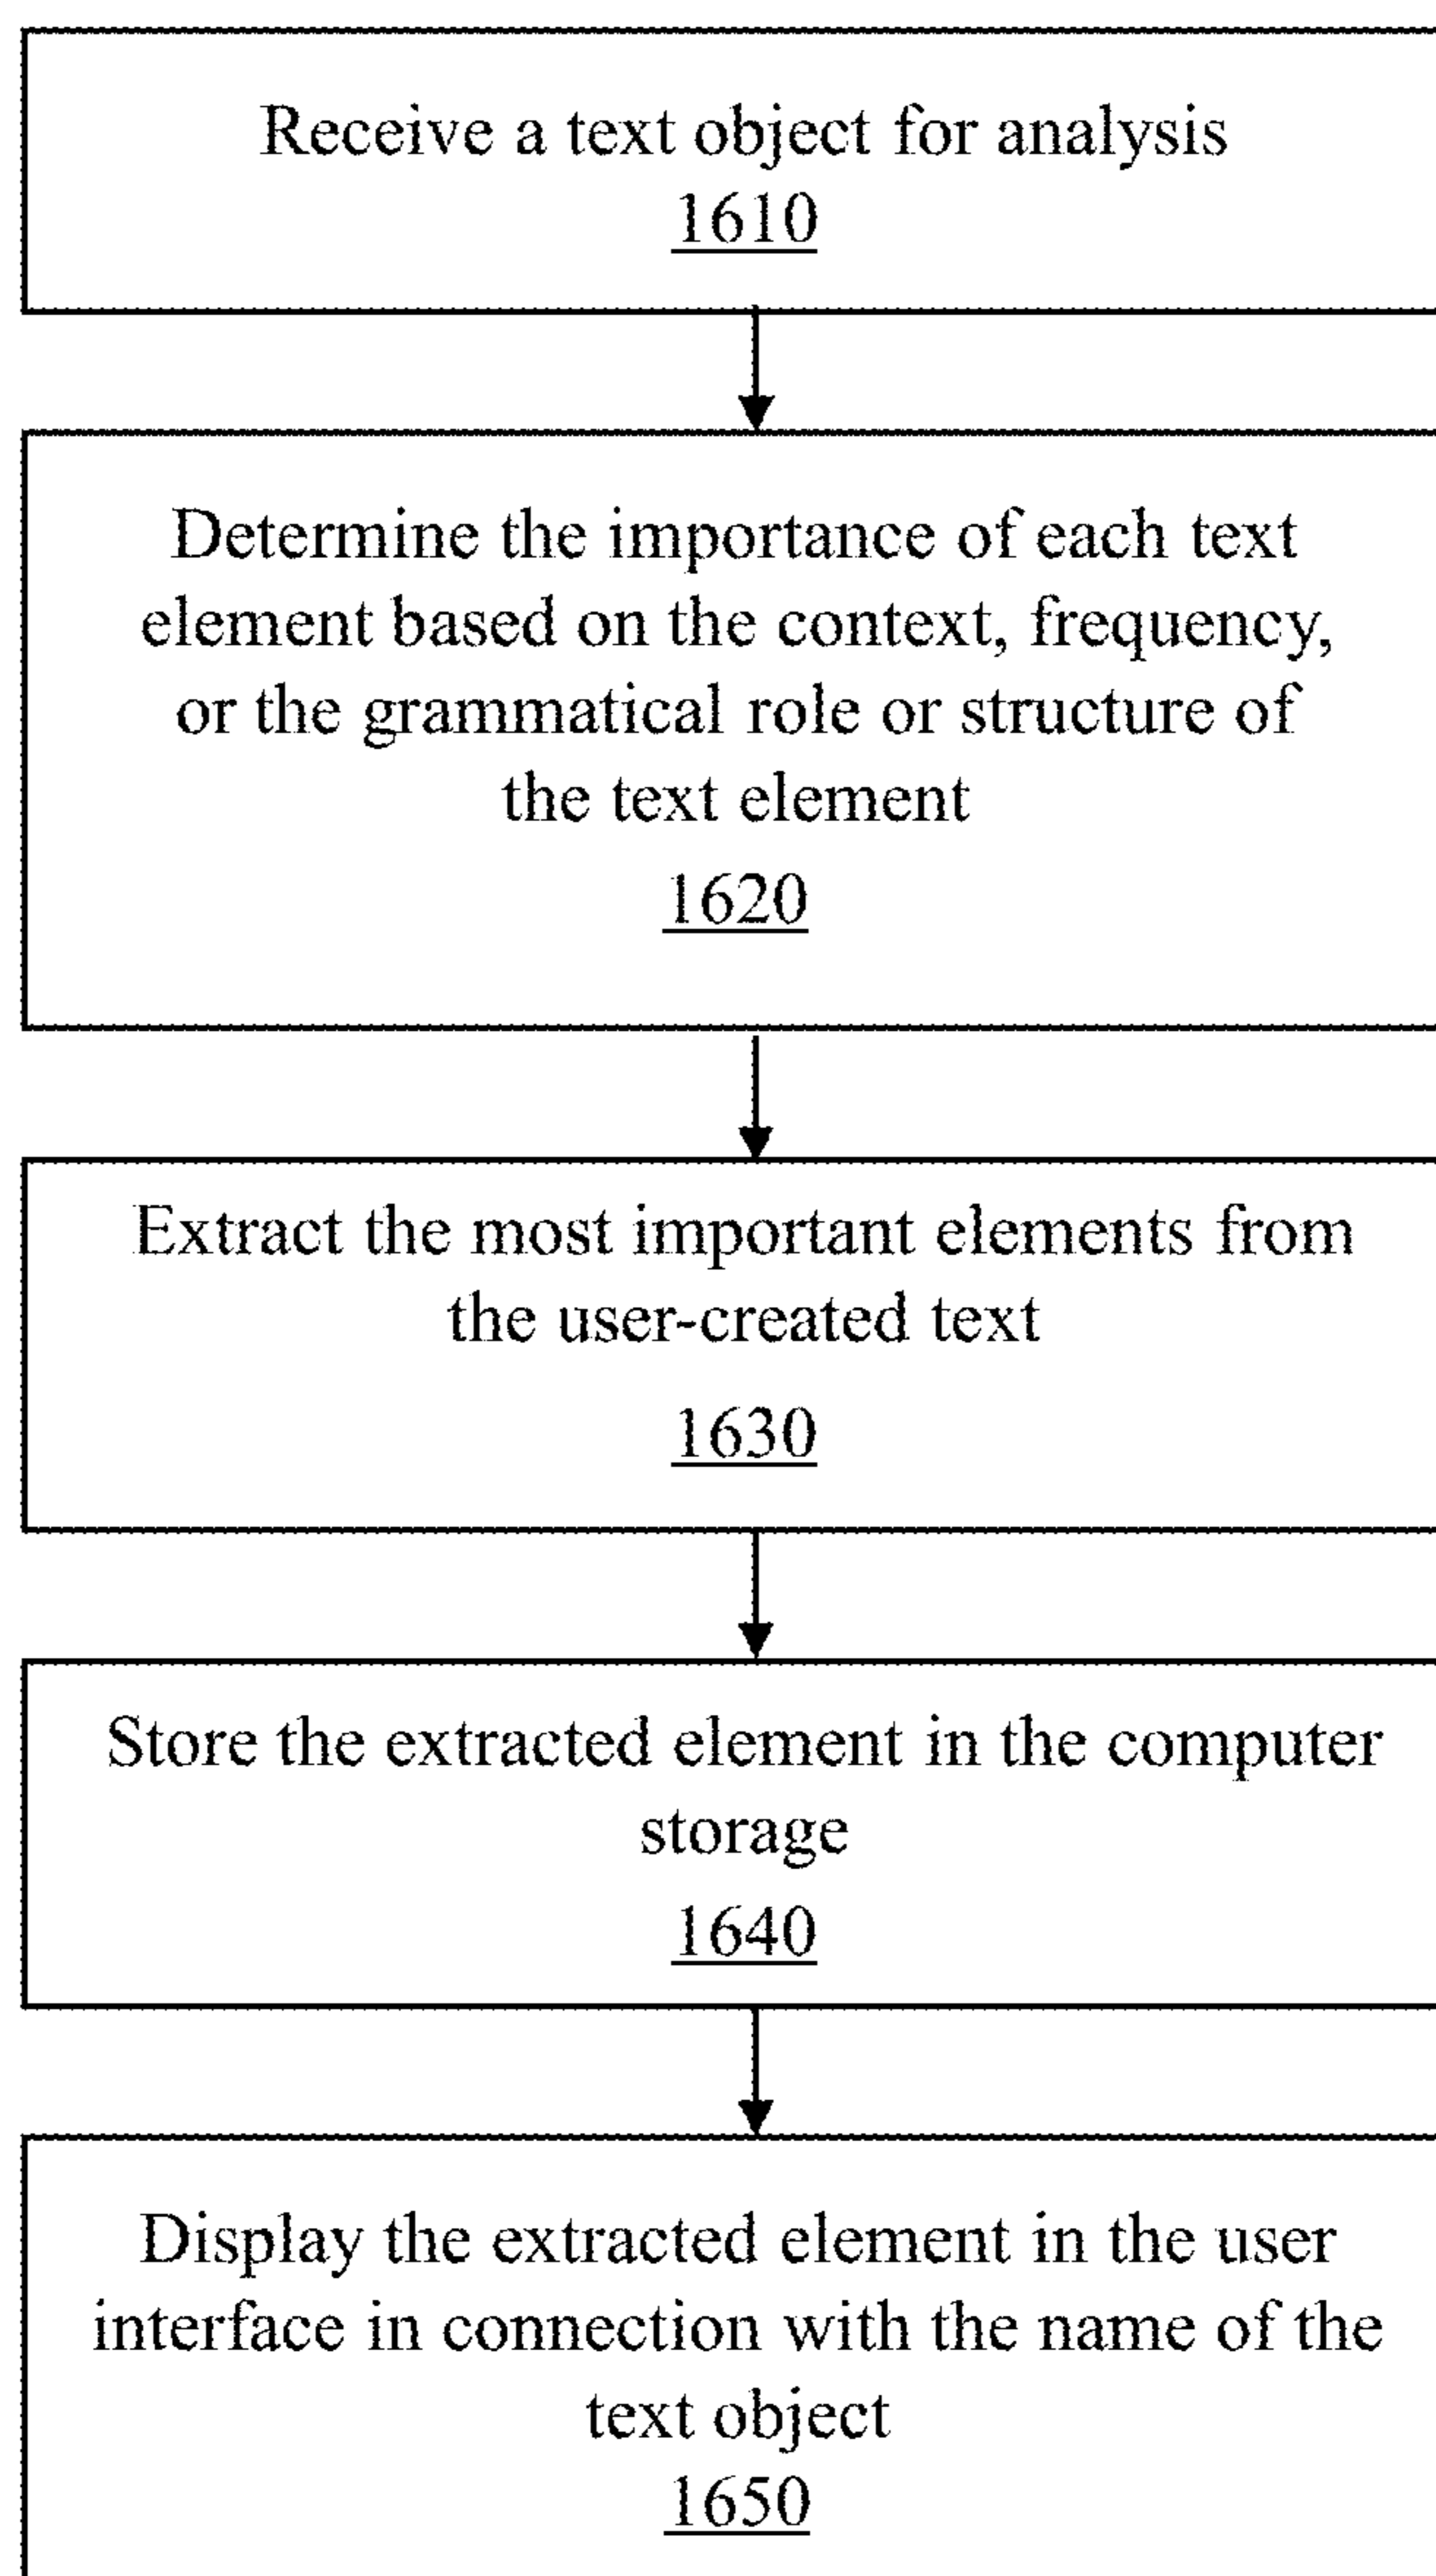 Receive a text object for analysis
1610
Determine the importance of each text
element based on the context, frequency,
or the grammatical role or structure of
the text element
1620
Extract the most important elements from
the user-created text
1630
Store the extracted element in the computer
storage
1640
Display the extracted element in the user
interface in connection with the name of the
text object
1650